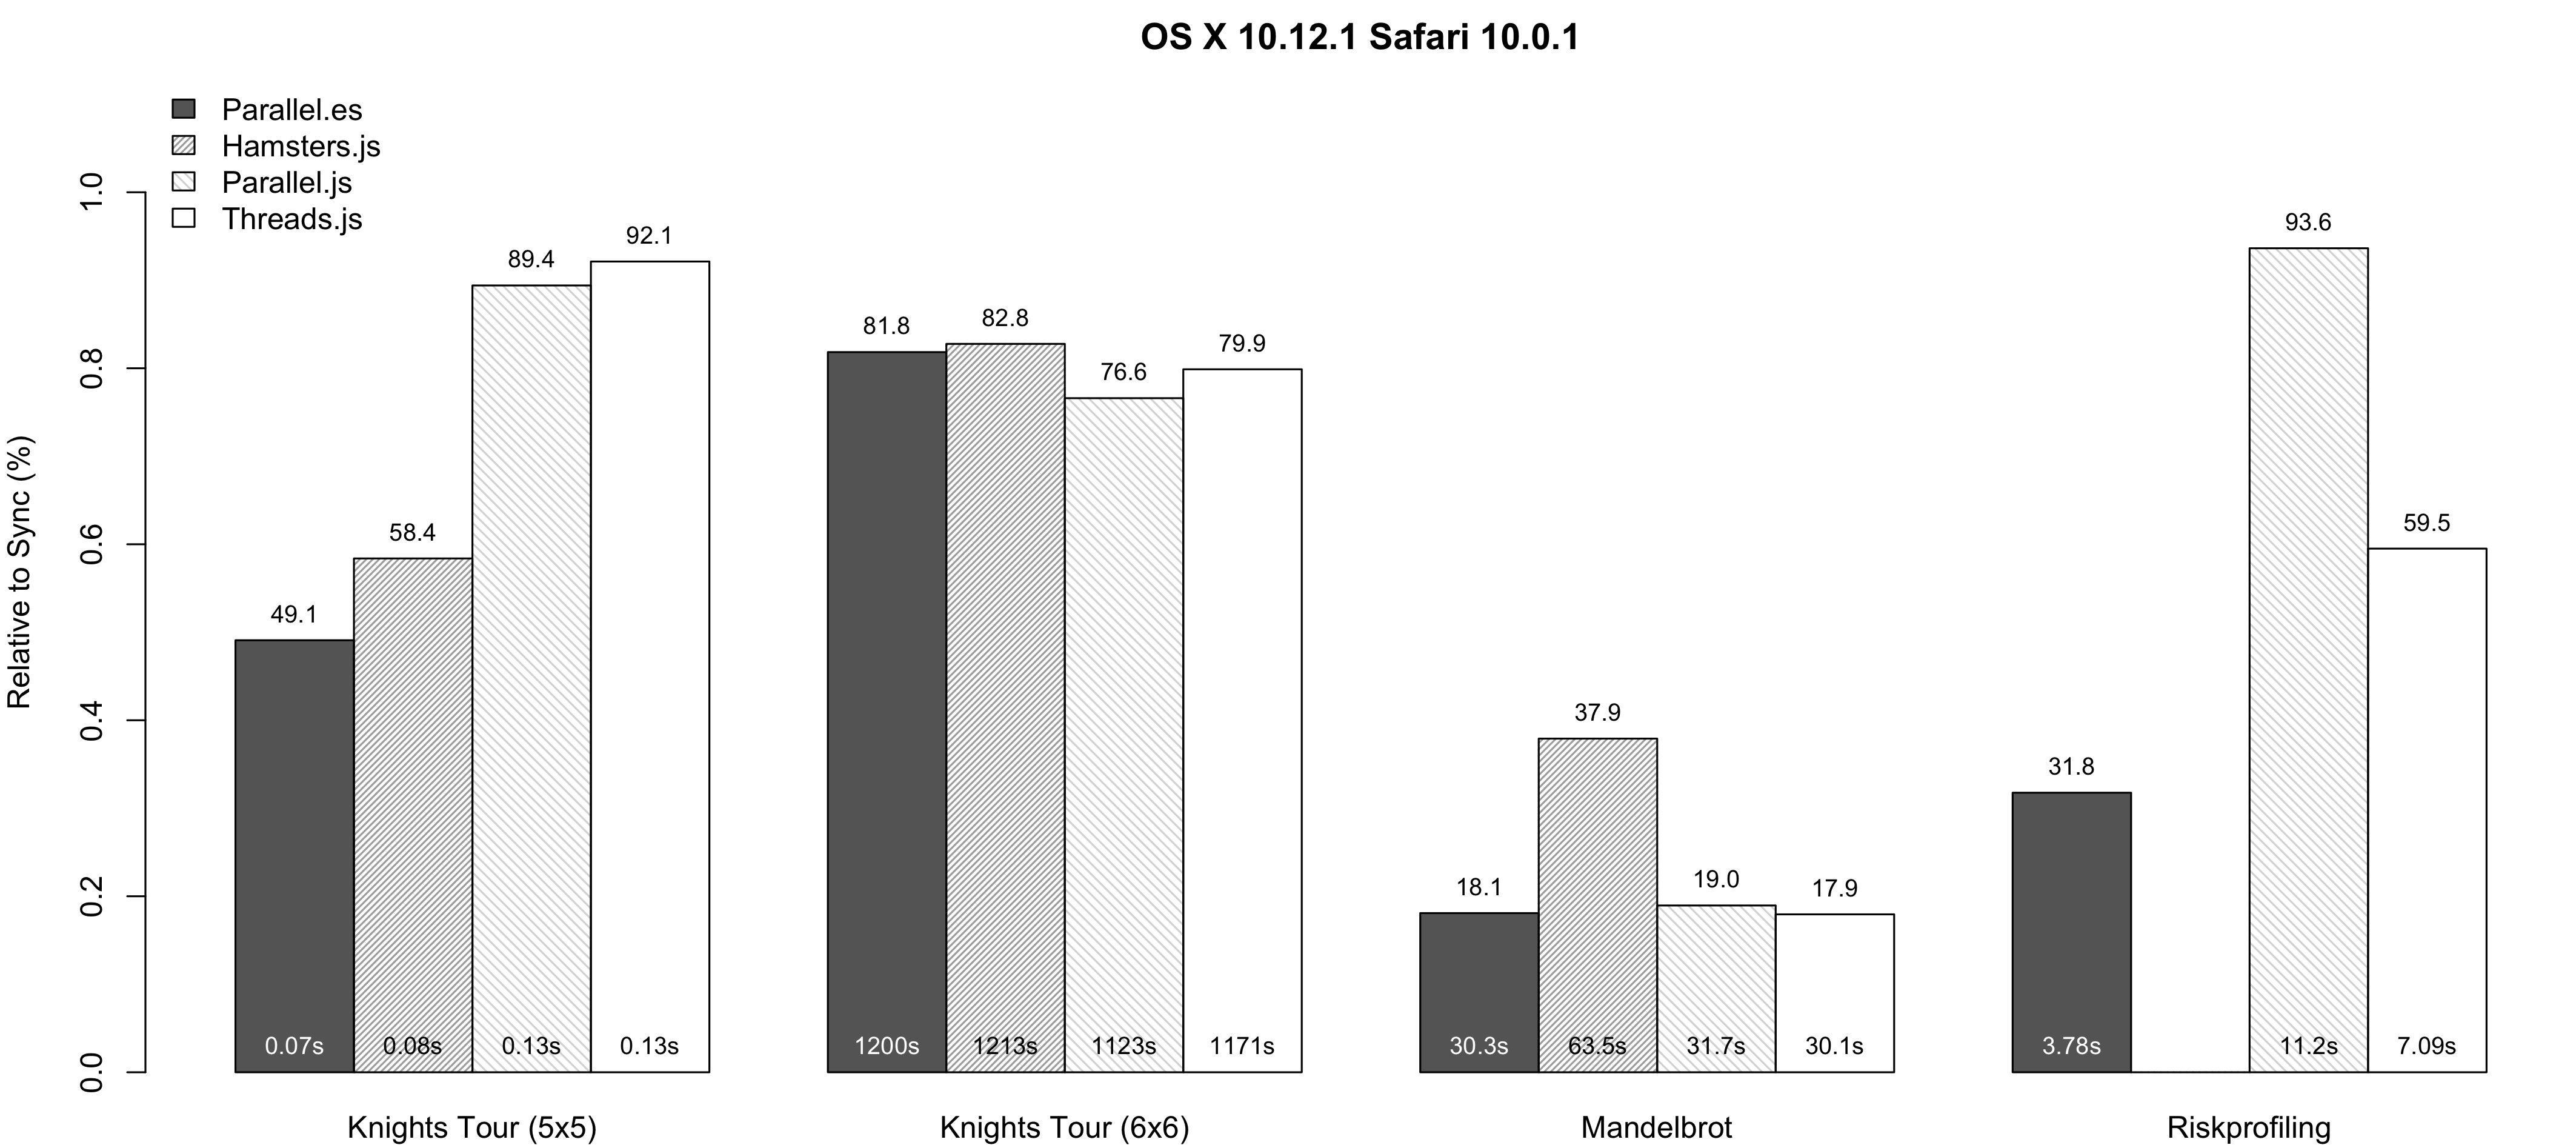 OS X 10.12.1 Safari 10.0.1
Parallel.es
Hamsters.js
Parallel.js
Threads.js
Relative to Sync (%)
1.0
0.8
0.6
0.4
0.2
0.0
49.1 58.4 89.4 92.1
0.07s 0.08s 0.13s 0.13s
Knights Tour (5x5)
81.8 82.8 76.6 79.9
1200s 1213s 1123s 1171s
Knights Tour (6x6)
18.1 37.9 19.0 17.9
30.3s 63.5s 31.7s 30.1s
Mandelbrot
31.8 93.6 59.5
3.78s 11.2s 7.09s
Riskprofiling